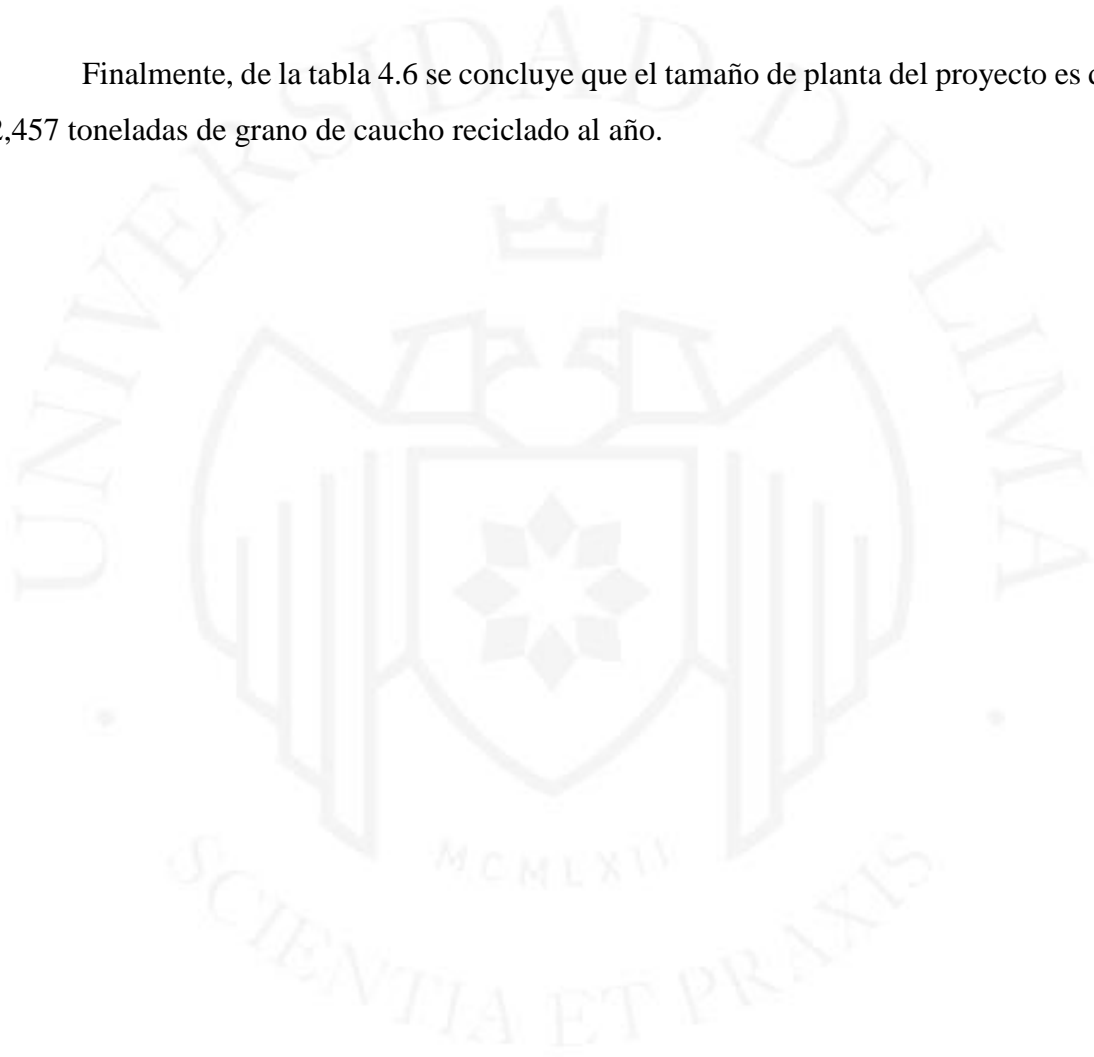 Finalmente, de la tabla 4.6 se concluye que el tamaño de planta del proyecto es
,457 toneladas de grano de caucho reciclado al año.
UNIVERSIDAD DE LIMA
MCMLXII
SCIENTIA ET PRAXIS